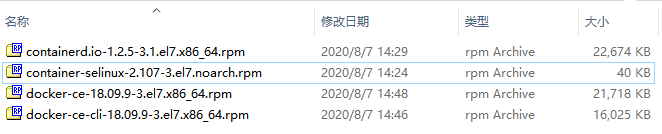 名称 修改日期 类型 大小
containerd.io-1.2.5-3.1.el7.x86_64.rpm 2020/8/7 14:29 rpm Archive 22,674 KB
container-selinux-2.107-3.el7.noarch.rpm 2020/8/7 14:24 rpm Archive 40 KB
docker-ce-18.09.9-3.el7.x86_64.rpm 2020/8/7 14:48 rpm Archive 21,718 KB
docker-ce-cli-18.09.9-3.el7.x86_64.rpm 2020/8/7 14:46 rpm Archive 16,025 KB